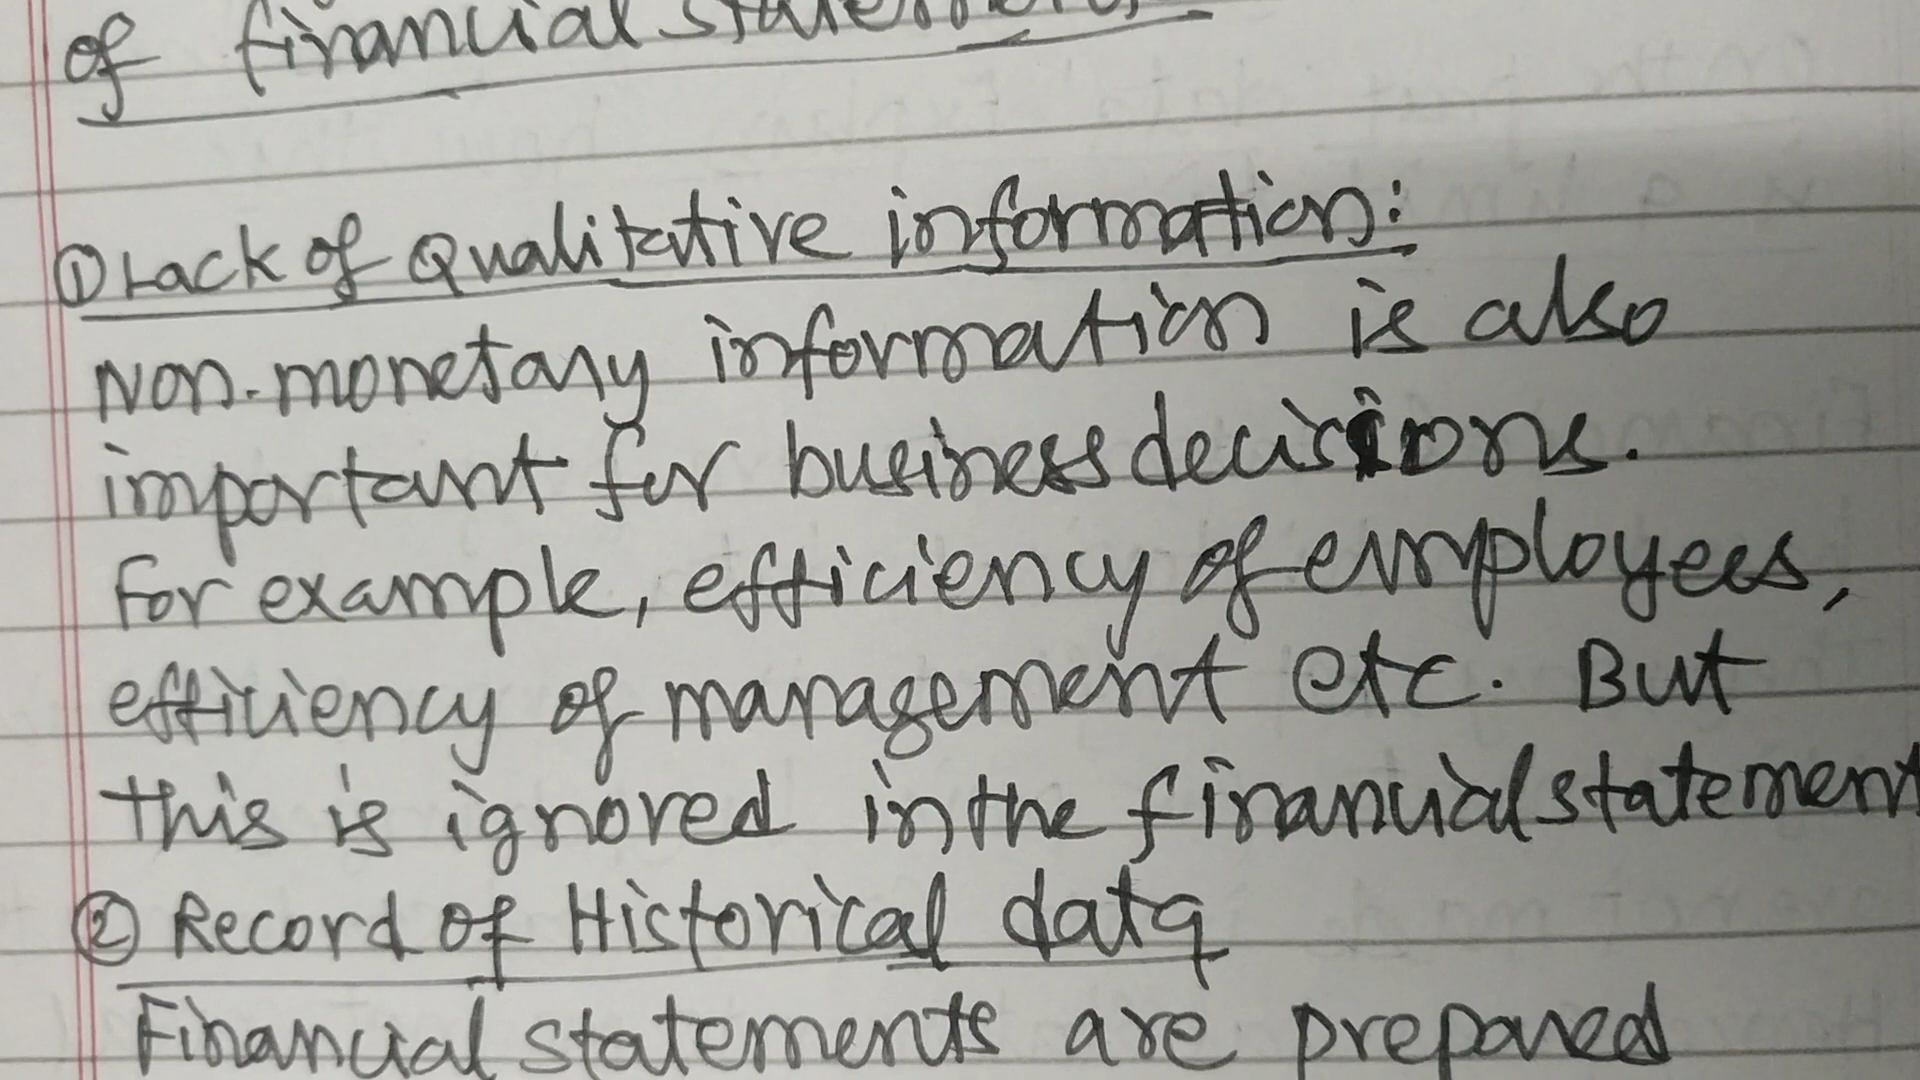 of financial statements
① Lack of Qualitative information:
Non-monetary information is also
important for business decisions.
For example, efficiency of employees,
efficiency of management etc. But
this is ignored in the financial statement
② Record of Historical data
Financial statements are prepared